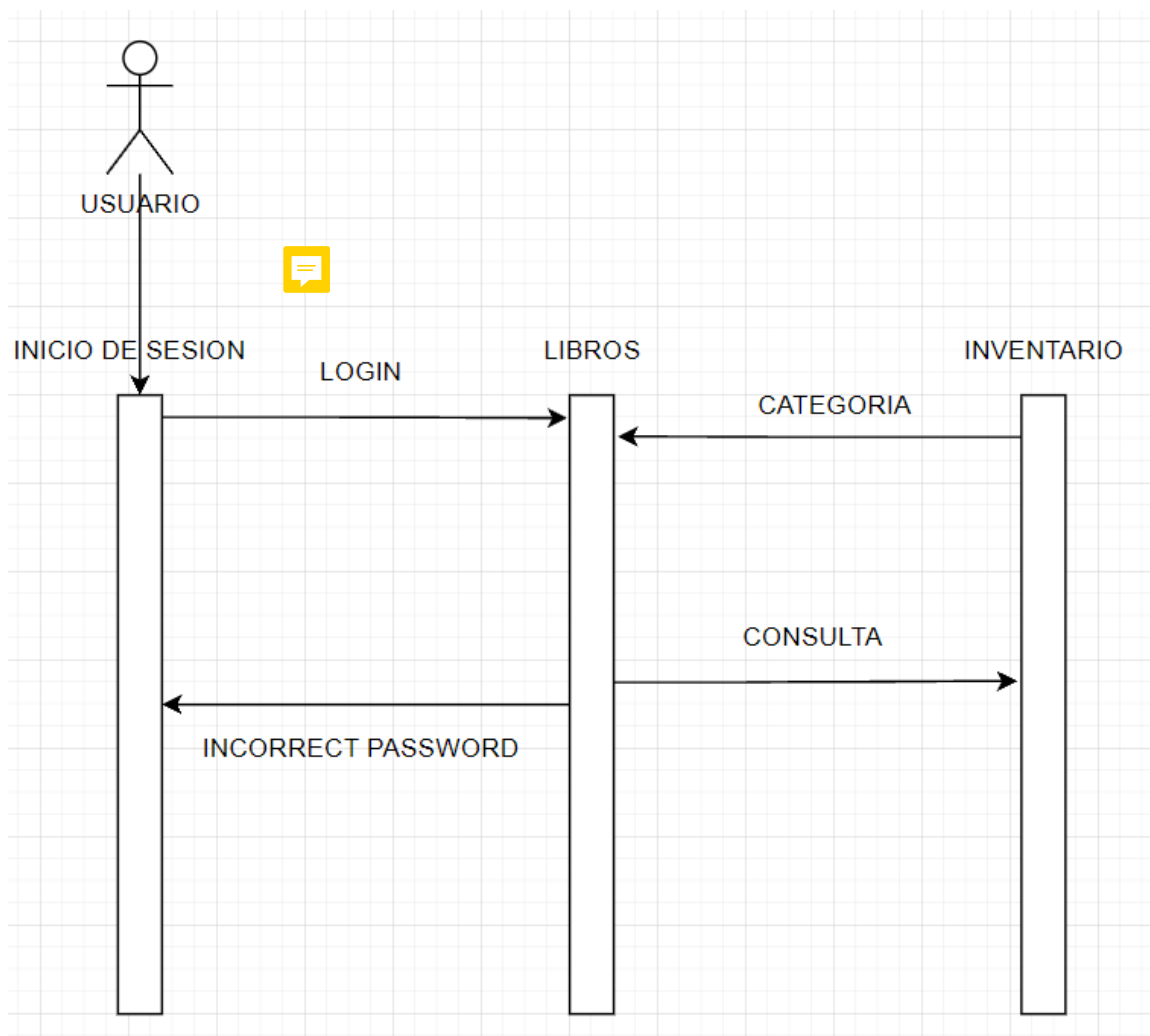 USUARIO
INICIO DE SESION
LIBROS
INVENTARIO
LOGIN
CATEGORIA
CONSULTA
INCORRECT PASSWORD